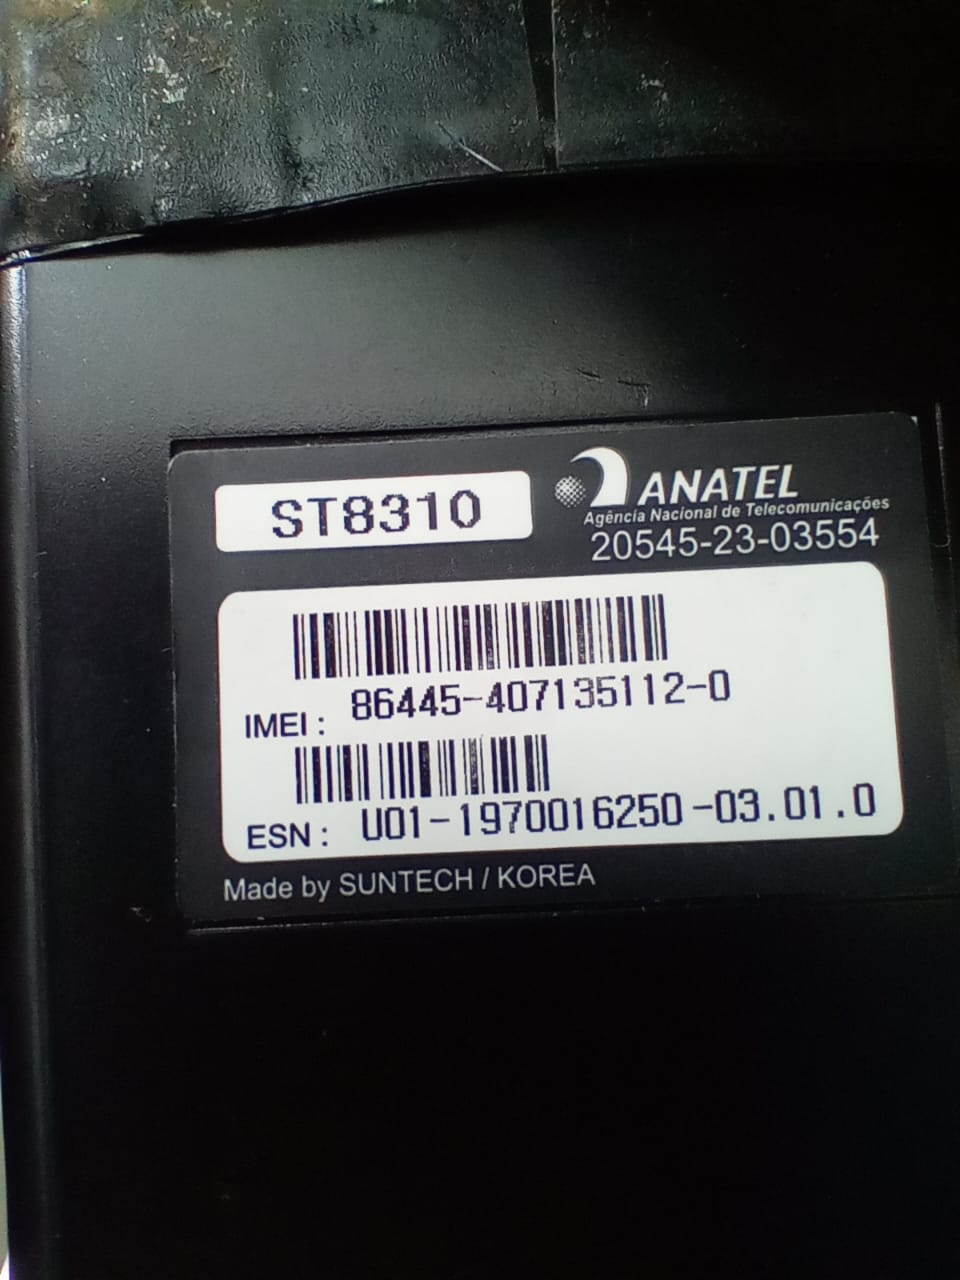 ST8310
ANATEL
Agência Nacional de Telecomunicações
20545-23-03554
IMEI : 86445-407135112-0
ESN : U01-1970016250-03.01.0
Made by SUNTECH / KOREA